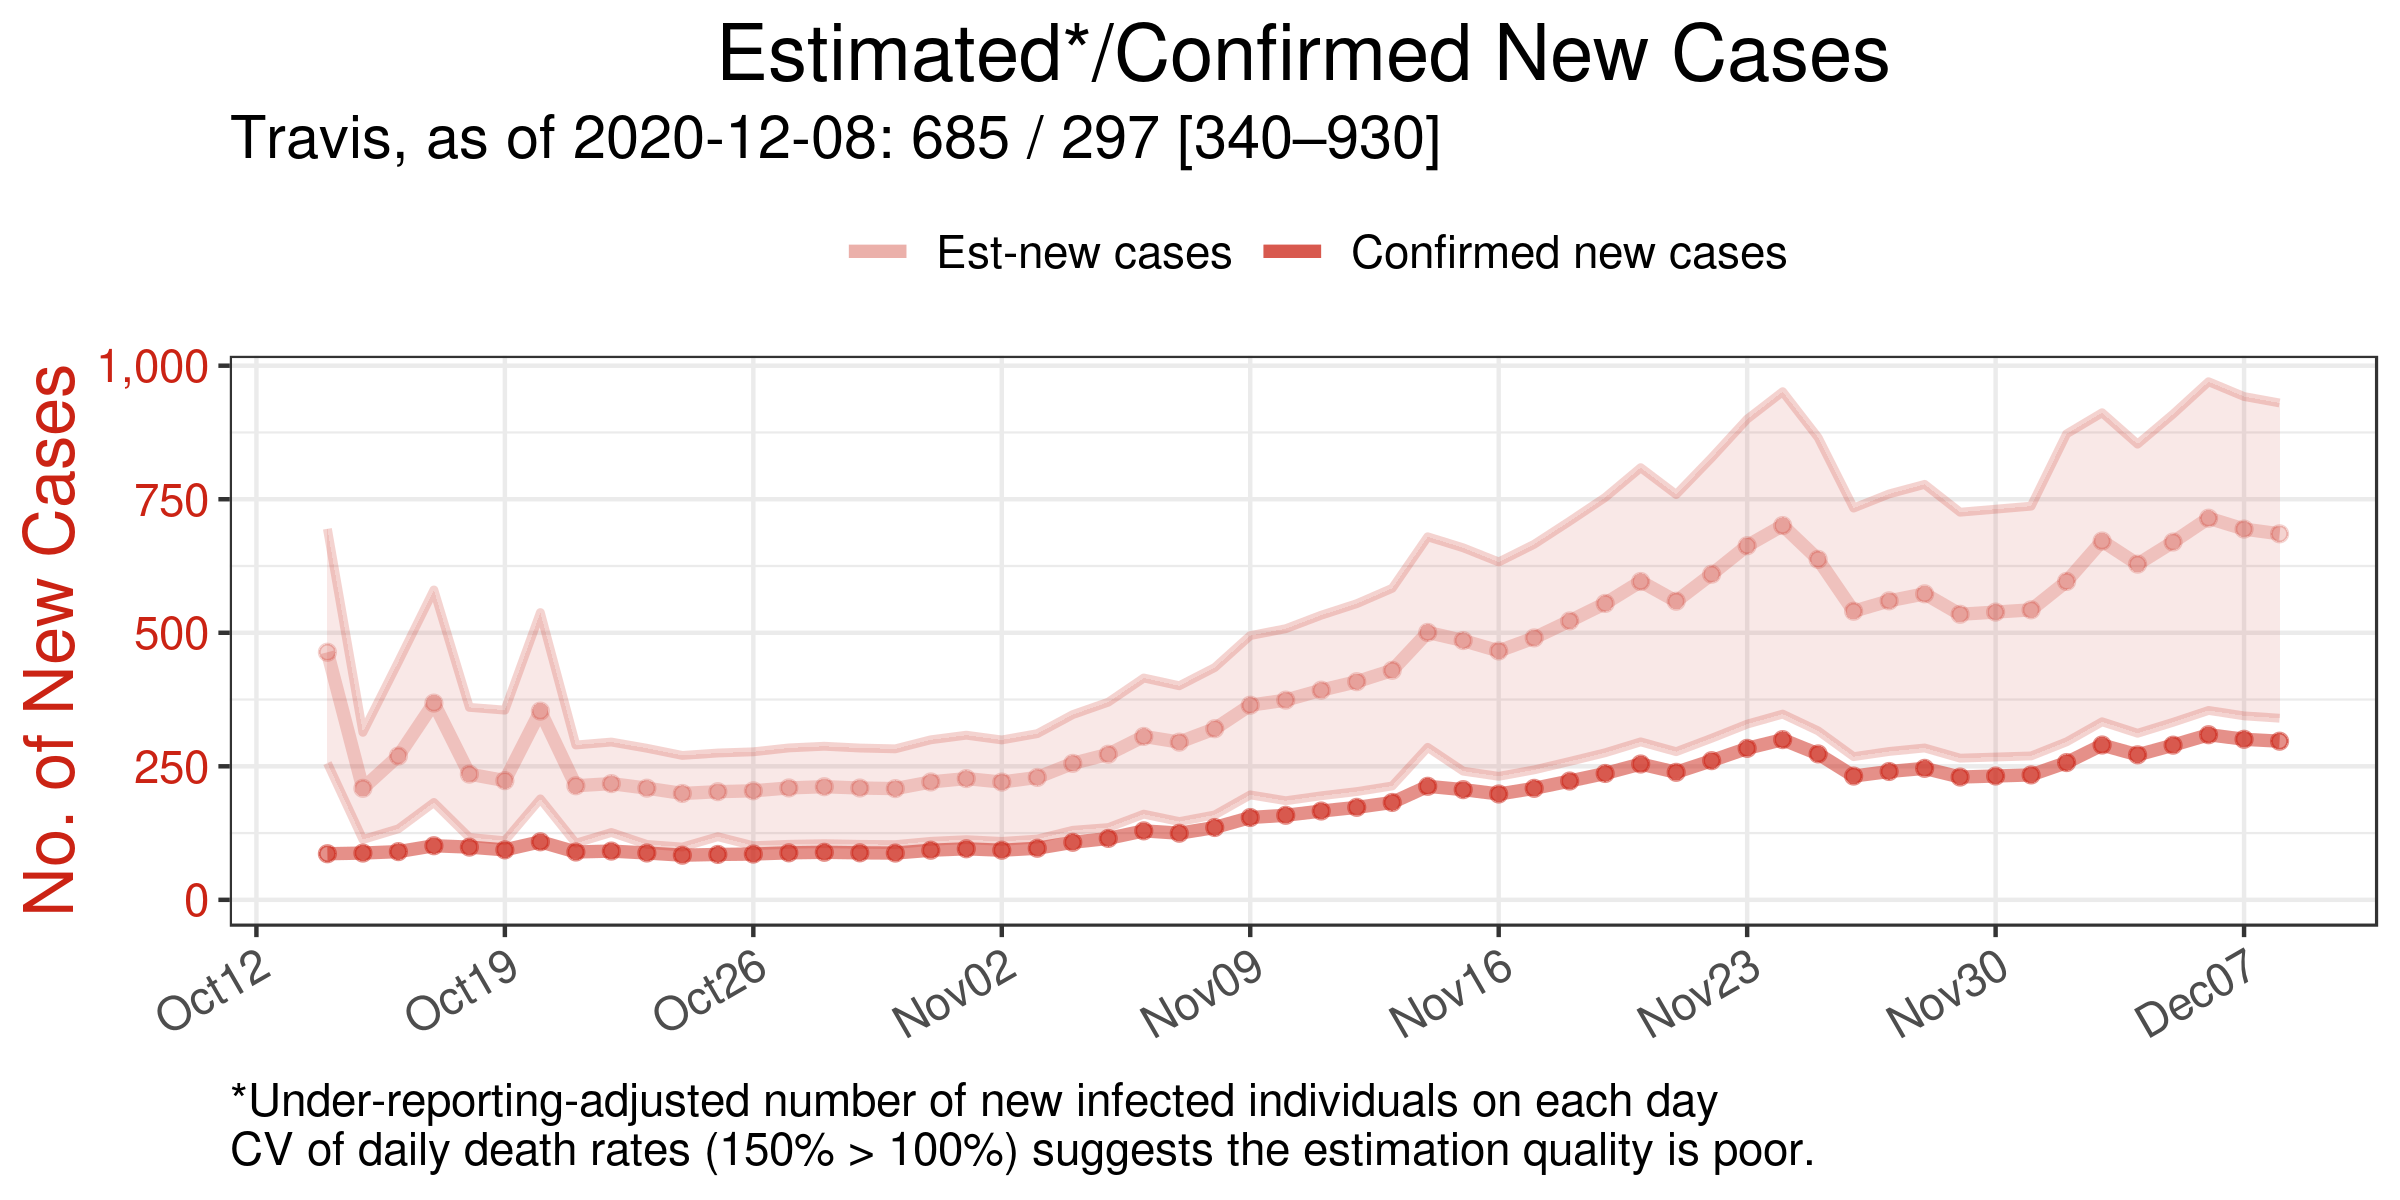 Estimated*/Confirmed New Cases
Travis, as of 2020-12-08: 685 / 297 [340–930]
Est-new cases
Confirmed new cases
No. of New Cases
1,000
750
500
250
0
Oct12
Oct19
Oct26
Nov02
Nov09
Nov16
Nov23
Nov30
Dec07
*Under-reporting-adjusted number of new infected individuals on each day
CV of daily death rates (150% > 100%) suggests the estimation quality is poor.